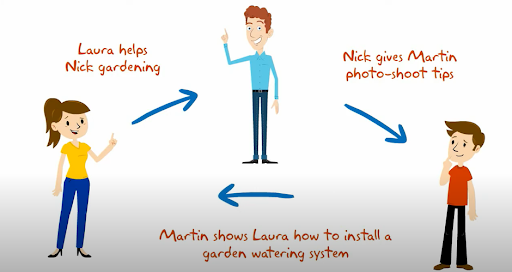 Laura helps
Nick gardening
Nick gives Martin
photo-shoot tips
Martin shows Laura how to install a
garden watering system